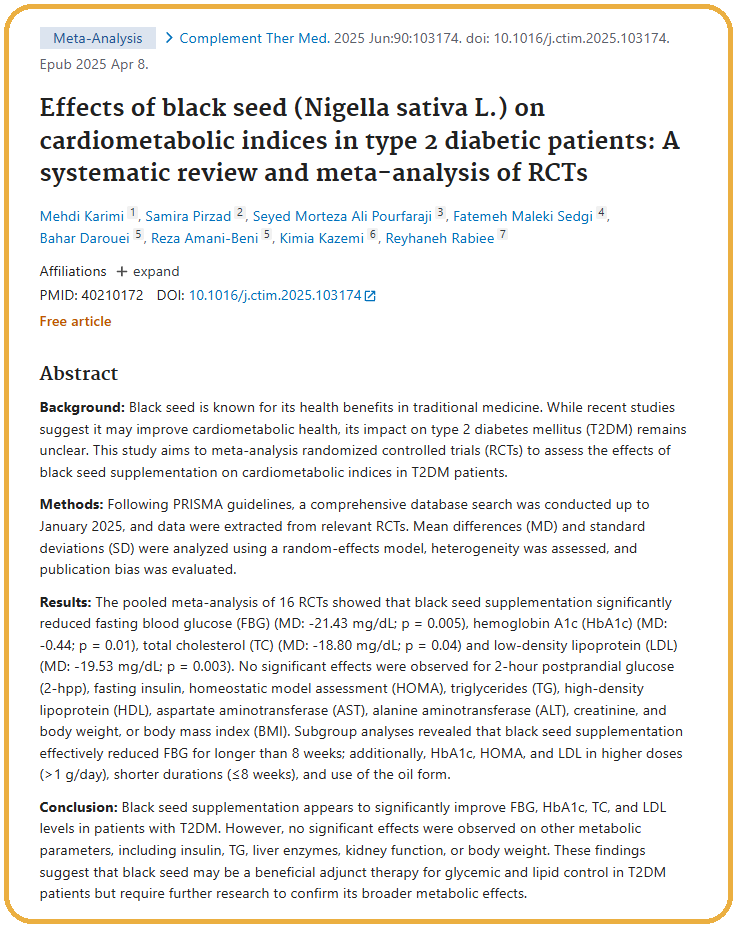 Meta-Analysis > Complement Ther Med. 2025 Jun:90:103174. doi: 10.1016/j.ctim.2025.103174.
Epub 2025 Apr 8.
Effects of black seed (Nigella sativa L.) on
cardiometabolic indices in type 2 diabetic patients: A
systematic review and meta-analysis of RCTs
Mehdi Karimi 1, Samira Pirzad 2, Seyed Morteza Ali Pourfaraji 3, Fatemeh Maleki Sedgi 4,
Bahar Darouei 5, Reza Amani-Beni 5, Kimia Kazemi 6, Reyhaneh Rabiee 7
Affiliations + expand
PMID: 40210172 DOI: 10.1016/j.ctim.2025.103174
Free article
Abstract
Background: Black seed is known for its health benefits in traditional medicine. While recent studies
suggest it may improve cardiometabolic health, its impact on type 2 diabetes mellitus (T2DM) remains
unclear. This study aims to meta-analysis randomized controlled trials (RCTs) to assess the effects of
black seed supplementation on cardiometabolic indices in T2DM patients.
Methods: Following PRISMA guidelines, a comprehensive database search was conducted up to
January 2025, and data were extracted from relevant RCTs. Mean differences (MD) and standard
deviations (SD) were analyzed using a random-effects model, heterogeneity was assessed, and
publication bias was evaluated.
Results: The pooled meta-analysis of 16 RCTs showed that black seed supplementation significantly
reduced fasting blood glucose (FBG) (MD: -21.43 mg/dL; p = 0.005), hemoglobin A1c (HbA1c) (MD:
-0.44; p = 0.01), total cholesterol (TC) (MD: -18.80 mg/dL; p = 0.04) and low-density lipoprotein (LDL)
(MD: -19.53 mg/dL; p = 0.003). No significant effects were observed for 2-hour postprandial glucose
(2-hpp), fasting insulin, homeostatic model assessment (HOMA), triglycerides (TG), high-density
lipoprotein (HDL), aspartate aminotransferase (AST), alanine aminotransferase (ALT), creatinine, and
body weight, or body mass index (BMI). Subgroup analyses revealed that black seed supplementation
effectively reduced FBG for longer than 8 weeks; additionally, HbA1c, HOMA, and LDL in higher doses
(>1 g/day), shorter durations (≤8 weeks), and use of the oil form.
Conclusion: Black seed supplementation appears to significantly improve FBG, HbA1c, TC, and LDL
levels in patients with T2DM. However, no significant effects were observed on other metabolic
parameters, including insulin, TG, liver enzymes, kidney function, or body weight. These findings
suggest that black seed may be a beneficial adjunct therapy for glycemic and lipid control in T2DM
patients but require further research to confirm its broader metabolic effects.